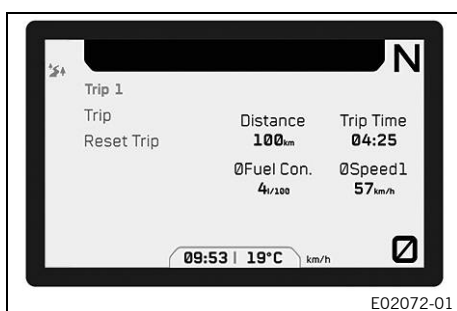 N
Trip 1
Trip
Reset Trip
Distance Trip Time
100km 04:25
ØFuel Con. ØSpeed1
4l/100 57km/h
09:53 | 19°C km/h 0
E02072-01